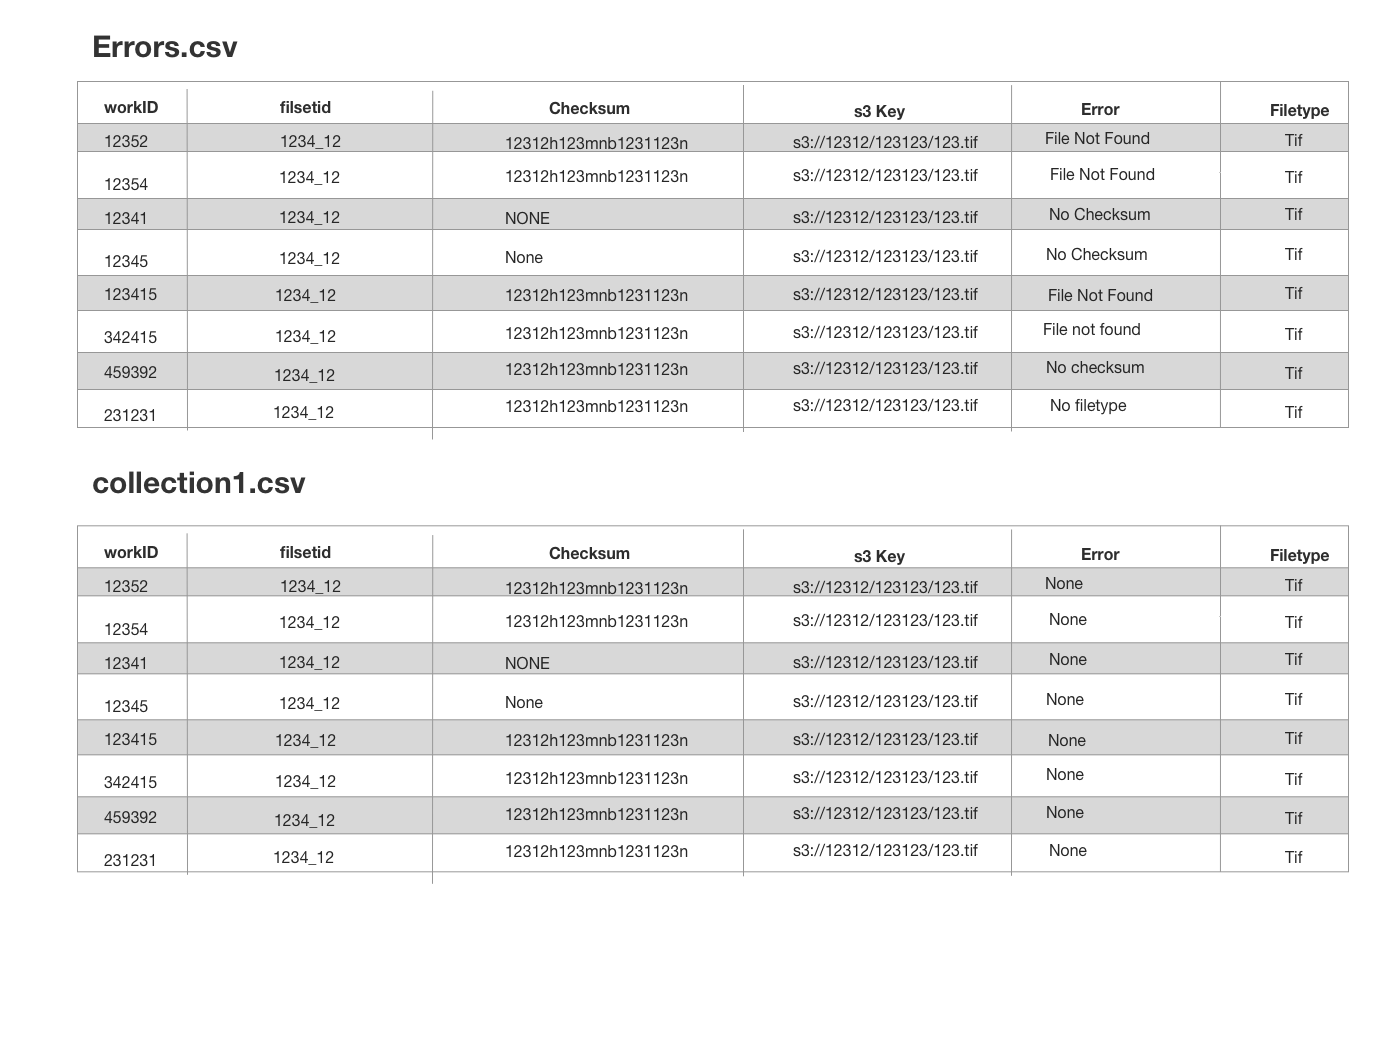 Errors.csv
workID filsetid Checksum s3 Key Error Filetype
12352 1234_12 12312h123mnb1231123n s3://12312/123123/123.tif File Not Found Tif
12354 1234_12 12312h123mnb1231123n s3://12312/123123/123.tif File Not Found Tif
12341 1234_12 NONE s3://12312/123123/123.tif No Checksum Tif
12345 1234_12 None s3://12312/123123/123.tif No Checksum Tif
123415 1234_12 12312h123mnb1231123n s3://12312/123123/123.tif File Not Found Tif
342415 1234_12 12312h123mnb1231123n s3://12312/123123/123.tif File not found Tif
459392 1234_12 12312h123mnb1231123n s3://12312/123123/123.tif No checksum Tif
231231 1234_12 12312h123mnb1231123n s3://12312/123123/123.tif No filetype Tif
collection1.csv
workID filsetid Checksum s3 Key Error Filetype
12352 1234_12 12312h123mnb1231123n s3://12312/123123/123.tif None Tif
12354 1234_12 12312h123mnb1231123n s3://12312/123123/123.tif None Tif
12341 1234_12 NONE s3://12312/123123/123.tif None Tif
12345 1234_12 None s3://12312/123123/123.tif None Tif
123415 1234_12 12312h123mnb1231123n s3://12312/123123/123.tif None Tif
342415 1234_12 12312h123mnb1231123n s3://12312/123123/123.tif None Tif
459392 1234_12 12312h123mnb1231123n s3://12312/123123/123.tif None Tif
231231 1234_12 12312h123mnb1231123n s3://12312/123123/123.tif None Tif